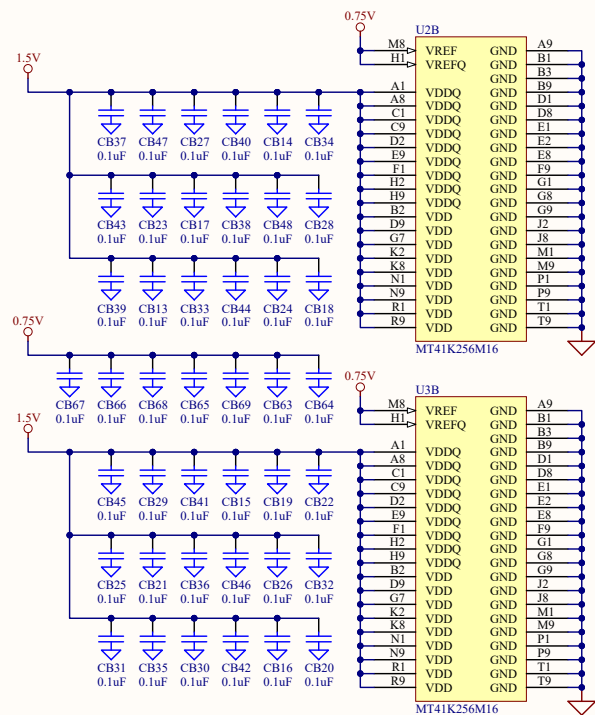 0.75V
U2B
1.5V
M8 VREF GND A9
H1 VREFQ GND B1
GND B3
A1 VDDQ GND B9
A8 VDDQ GND D1
C1 VDDQ GND D8
C9 VDDQ GND E1
D2 VDDQ GND E2
E9 VDDQ GND E8
F1 VDDQ GND F9
H2 VDDQ GND G1
H9 VDDQ GND G8
B2 VDD GND G9
D9 VDD GND J2
G7 VDD GND J8
K2 VDD GND M1
K8 VDD GND M9
N1 VDD GND P1
N9 VDD GND P9
R1 VDD GND T1
R9 VDD GND T9
MT41K256M16
CB37 CB47 CB27 CB40 CB14 CB34
0.1uF 0.1uF 0.1uF 0.1uF 0.1uF 0.1uF
CB43 CB23 CB17 CB38 CB48 CB28
0.1uF 0.1uF 0.1uF 0.1uF 0.1uF 0.1uF
CB39 CB13 CB33 CB44 CB24 CB18
0.1uF 0.1uF 0.1uF 0.1uF 0.1uF 0.1uF
0.75V
CB67 CB66 CB68 CB65 CB69 CB63 CB64
0.1uF 0.1uF 0.1uF 0.1uF 0.1uF 0.1uF 0.1uF
0.75V
U3B
1.5V
M8 VREF GND A9
H1 VREFQ GND B1
GND B3
A1 VDDQ GND B9
A8 VDDQ GND D1
C1 VDDQ GND D8
C9 VDDQ GND E1
D2 VDDQ GND E2
E9 VDDQ GND E8
F1 VDDQ GND F9
H2 VDDQ GND G1
H9 VDDQ GND G8
B2 VDD GND G9
D9 VDD GND J2
G7 VDD GND J8
K2 VDD GND M1
K8 VDD GND M9
N1 VDD GND P1
N9 VDD GND P9
R1 VDD GND T1
R9 VDD GND T9
MT41K256M16
CB45 CB29 CB41 CB15 CB19 CB22
0.1uF 0.1uF 0.1uF 0.1uF 0.1uF 0.1uF
CB25 CB21 CB36 CB46 CB26 CB32
0.1uF 0.1uF 0.1uF 0.1uF 0.1uF 0.1uF
CB31 CB35 CB30 CB42 CB16 CB20
0.1uF 0.1uF 0.1uF 0.1uF 0.1uF 0.1uF